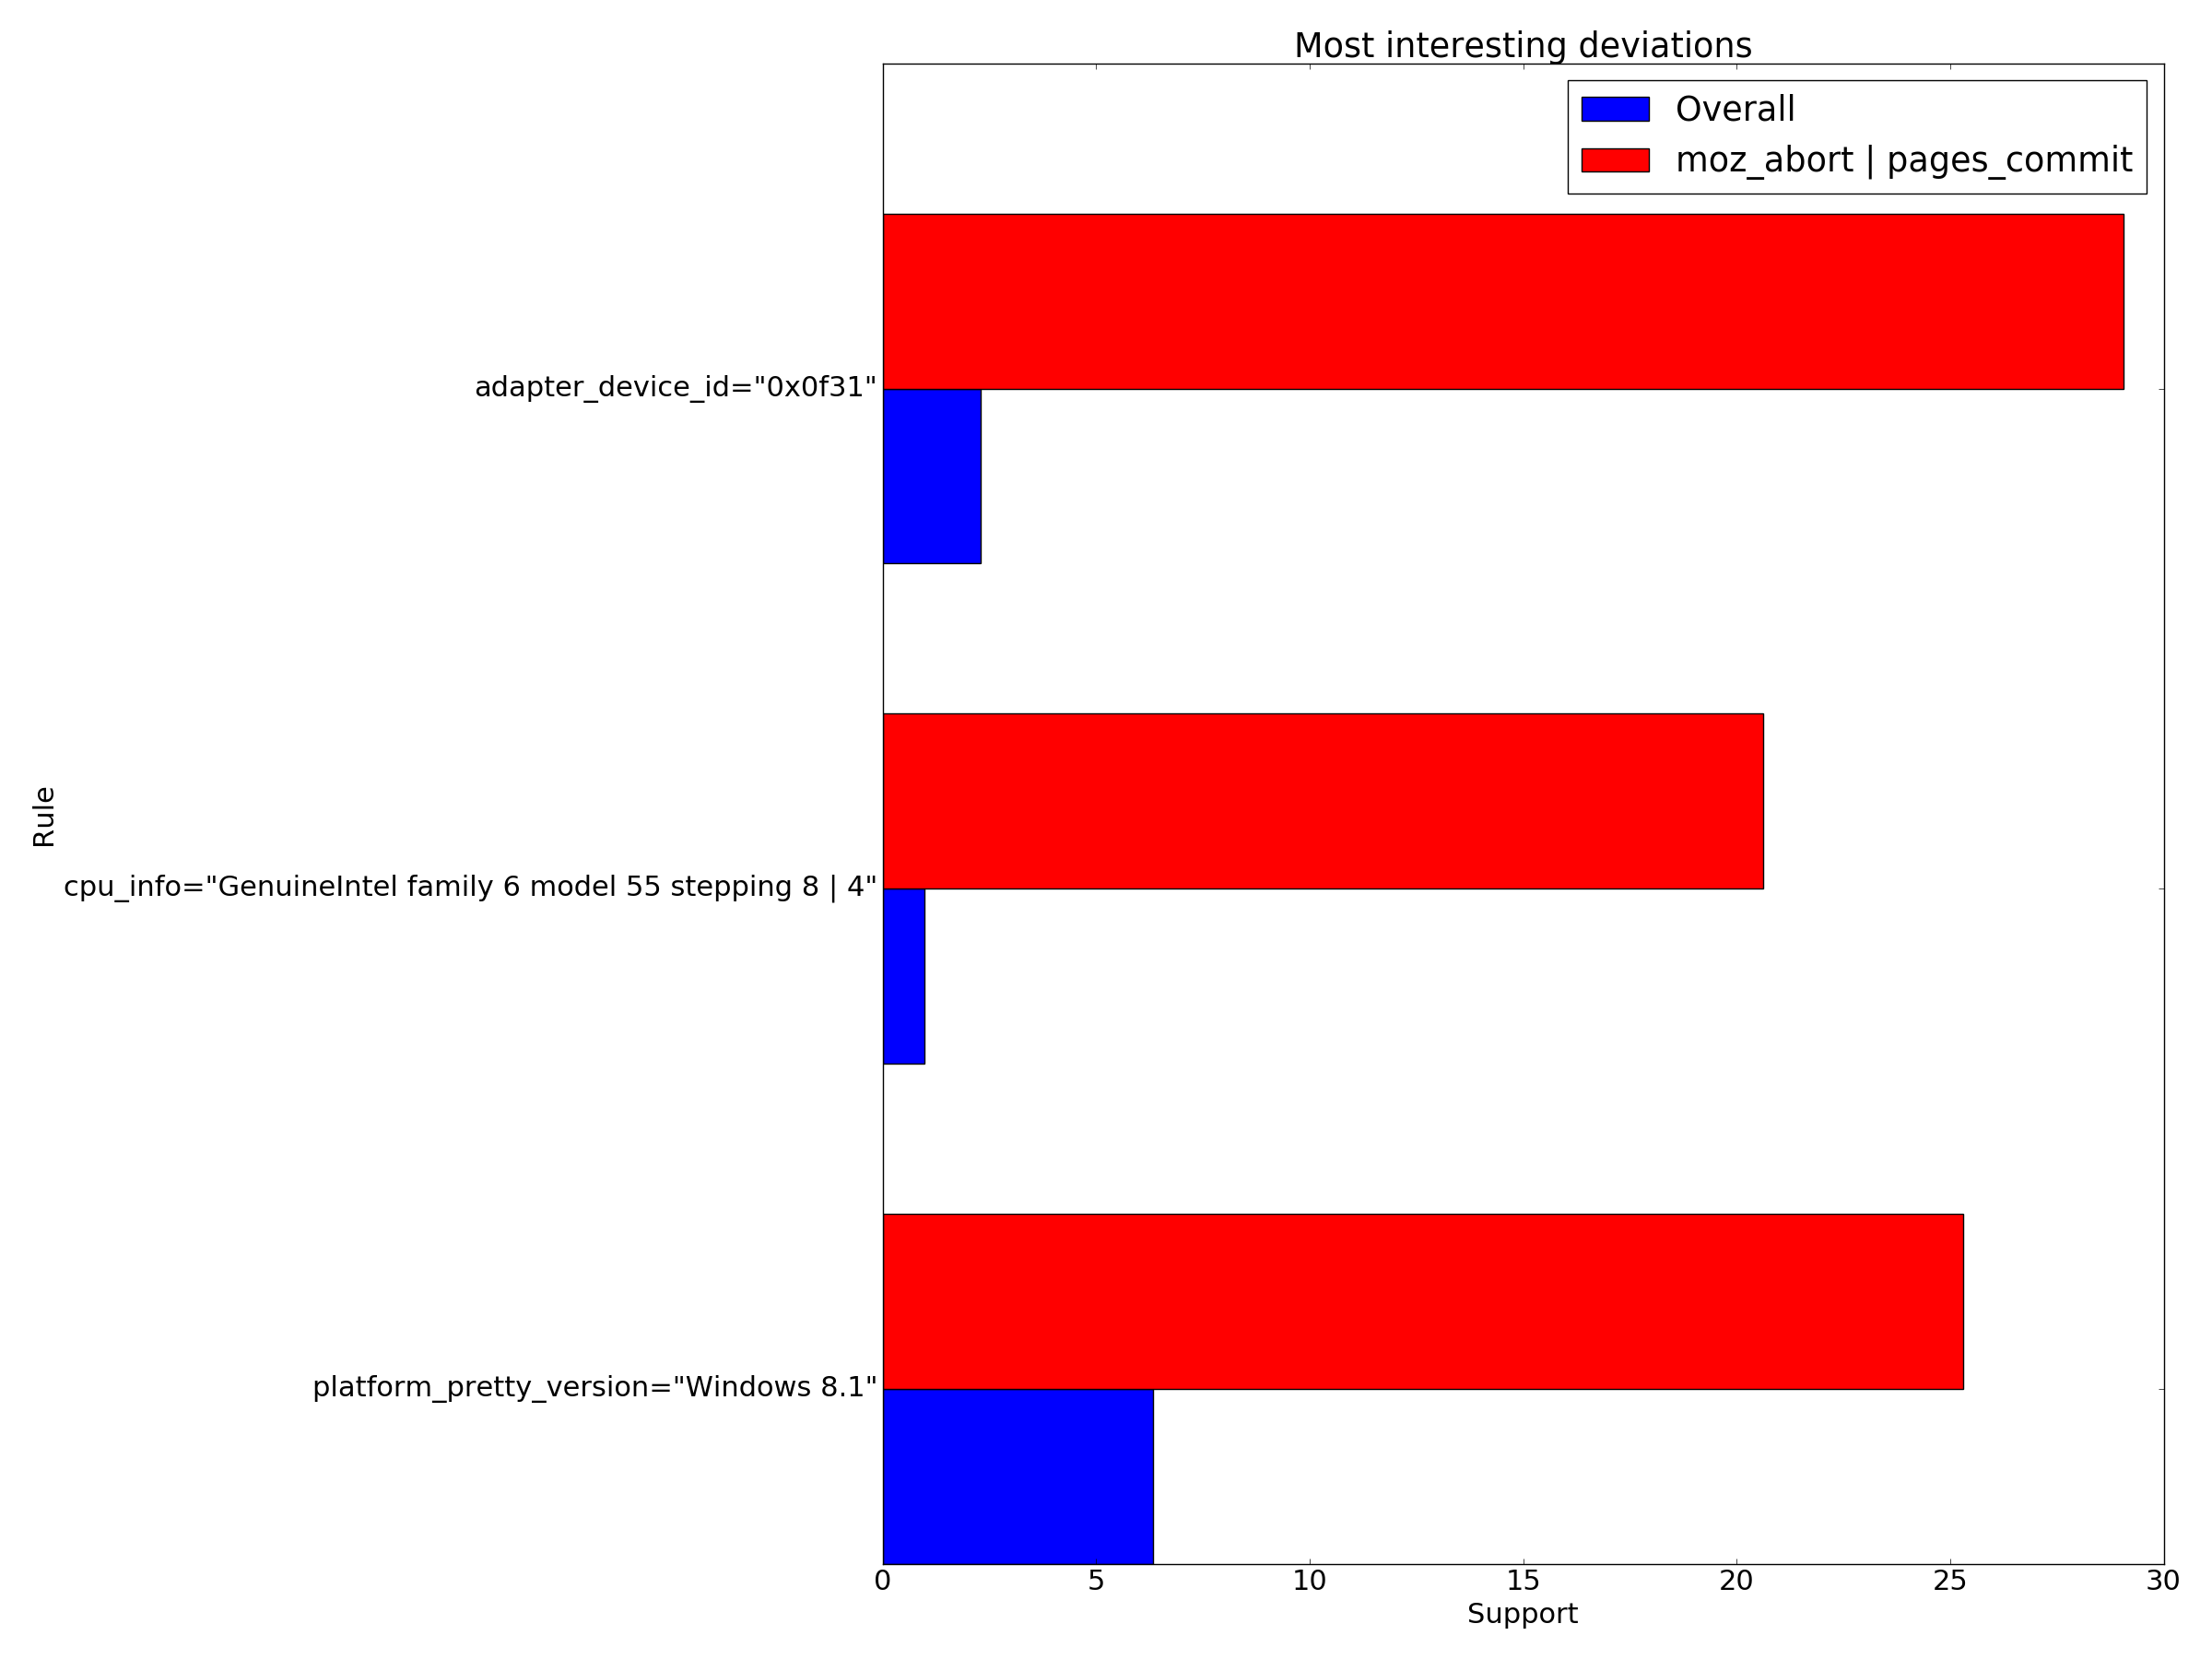 Most interesting deviations
Overall
moz_abort | pages_commit
adapter_device_id="0x0f31"
Rule
cpu_info="GenuineIntel family 6 model 55 stepping 8 | 4"
platform_pretty_version="Windows 8.1"
0 5 10 15 20 25 30
Support